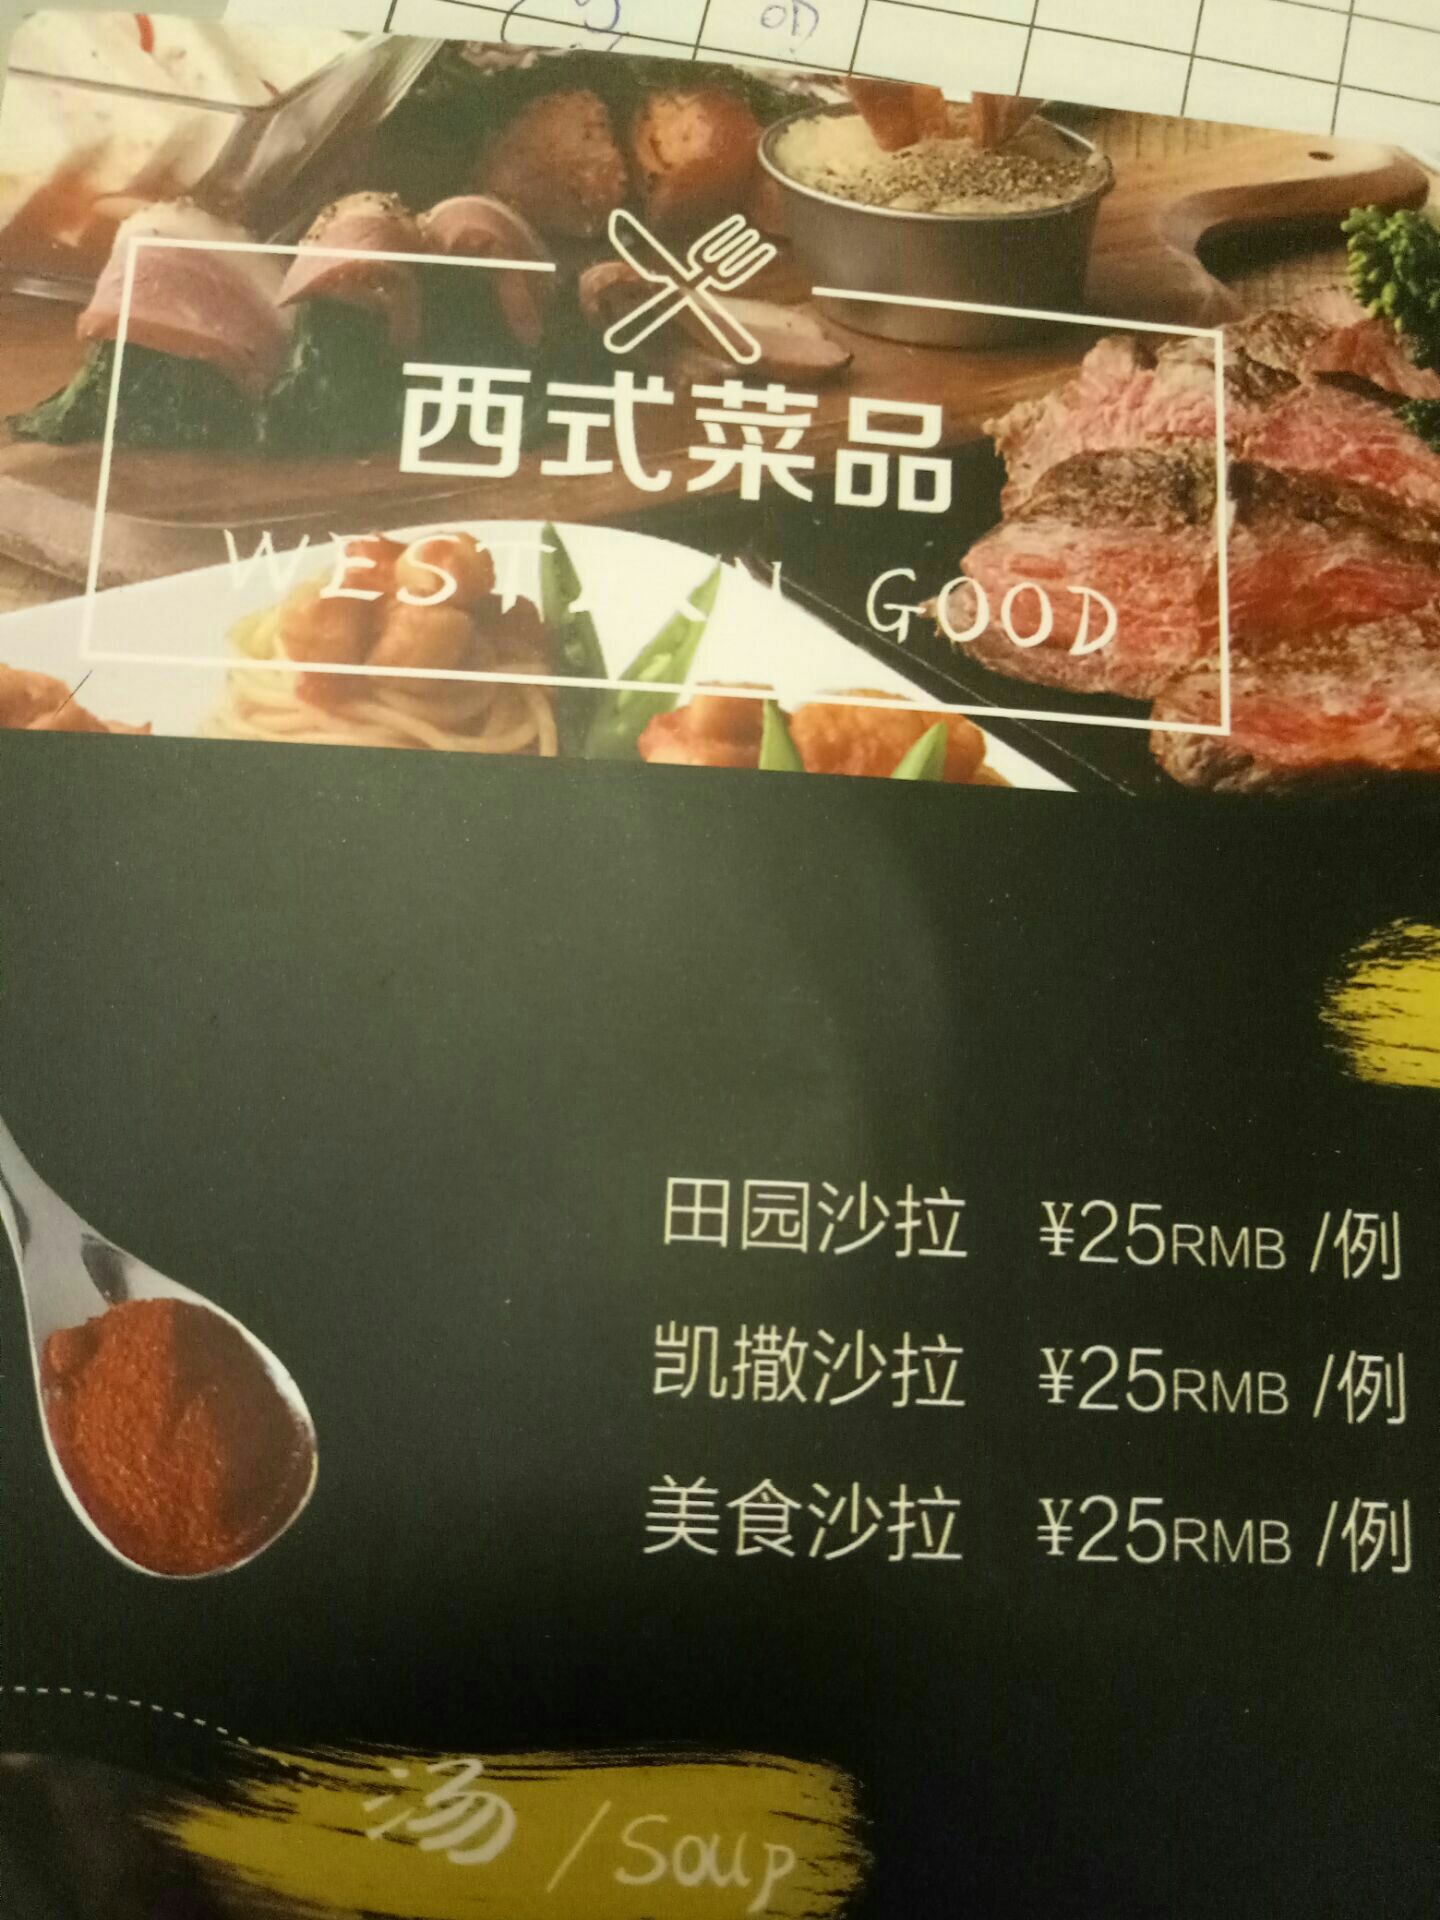 西式菜品
WESTERN GOOD
田园沙拉 ¥25RMB /例
凯撒沙拉 ¥25RMB /例
美食沙拉 ¥25RMB /例
汤 / Soup